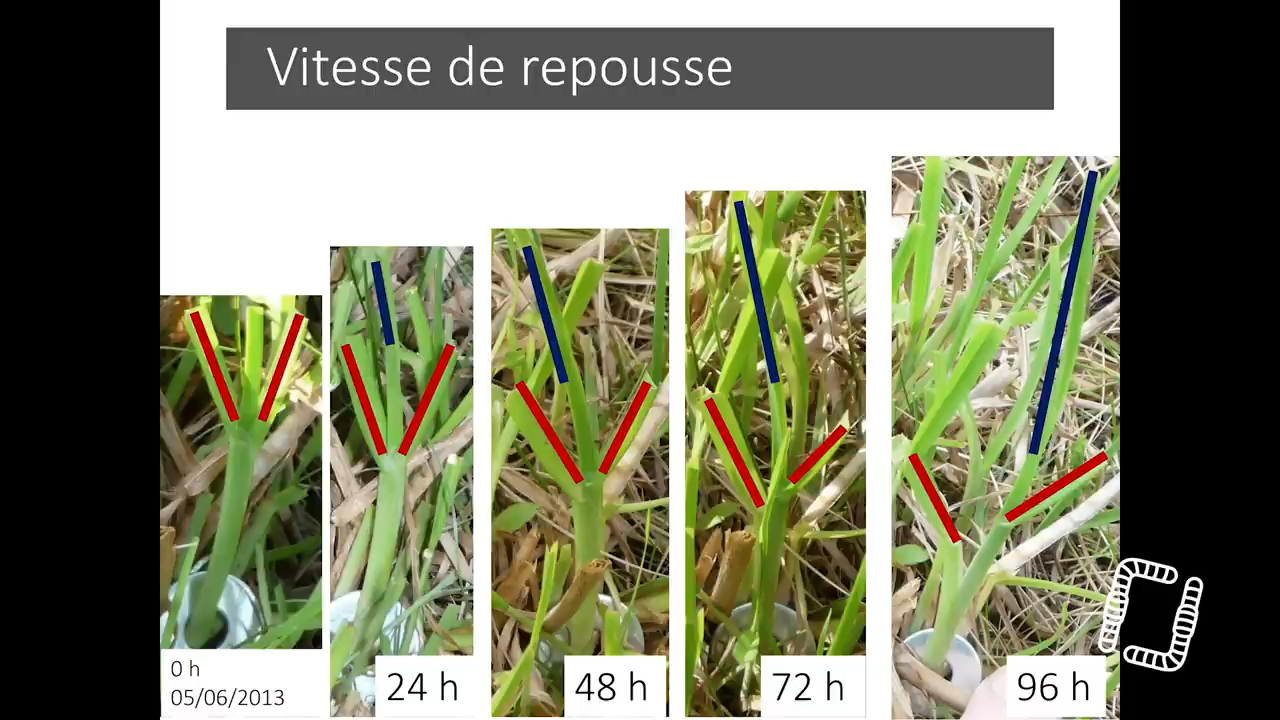 Vitesse de repousse
0 h
05/06/2013
24 h
48 h
72 h
96 h